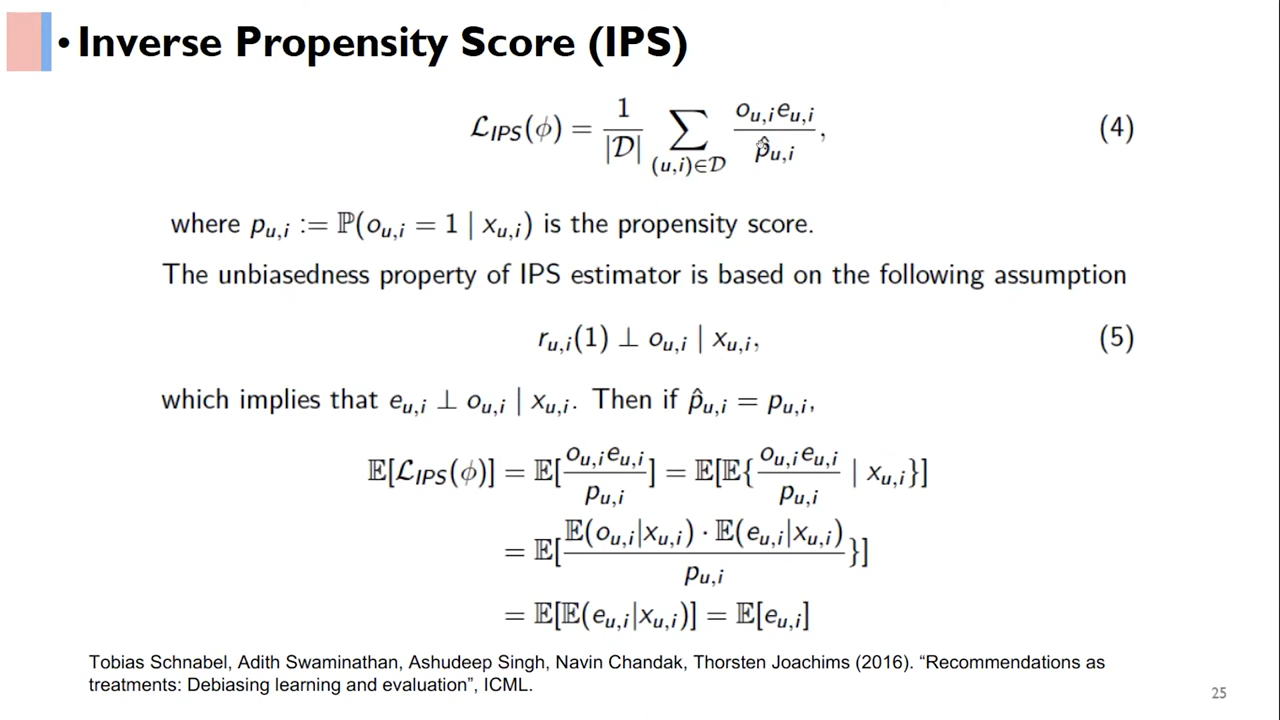 • Inverse Propensity Score (IPS)
ℒ_IPS(ϕ) = 1/|𝒟| ∑_{(u,i)∈𝒟} o_{u,i}e_{u,i} / p̂_{u,i}, (4)
where p_{u,i} := ℙ(o_{u,i} = 1 | x_{u,i}) is the propensity score.
The unbiasedness property of IPS estimator is based on the following assumption
r_{u,i}(1) ⊥ o_{u,i} | x_{u,i}, (5)
which implies that e_{u,i} ⊥ o_{u,i} | x_{u,i}. Then if p̂_{u,i} = p_{u,i},
𝔼[ℒ_IPS(ϕ)] = 𝔼[o_{u,i}e_{u,i} / p_{u,i}] = 𝔼[𝔼{o_{u,i}e_{u,i} / p_{u,i} | x_{u,i}}]
= 𝔼[𝔼(o_{u,i}|x_{u,i}) · 𝔼(e_{u,i}|x_{u,i}) / p_{u,i}}]
= 𝔼[𝔼(e_{u,i}|x_{u,i})] = 𝔼[e_{u,i}]
Tobias Schnabel, Adith Swaminathan, Ashudeep Singh, Navin Chandak, Thorsten Joachims (2016). “Recommendations as
treatments: Debiasing learning and evaluation”, ICML.
25